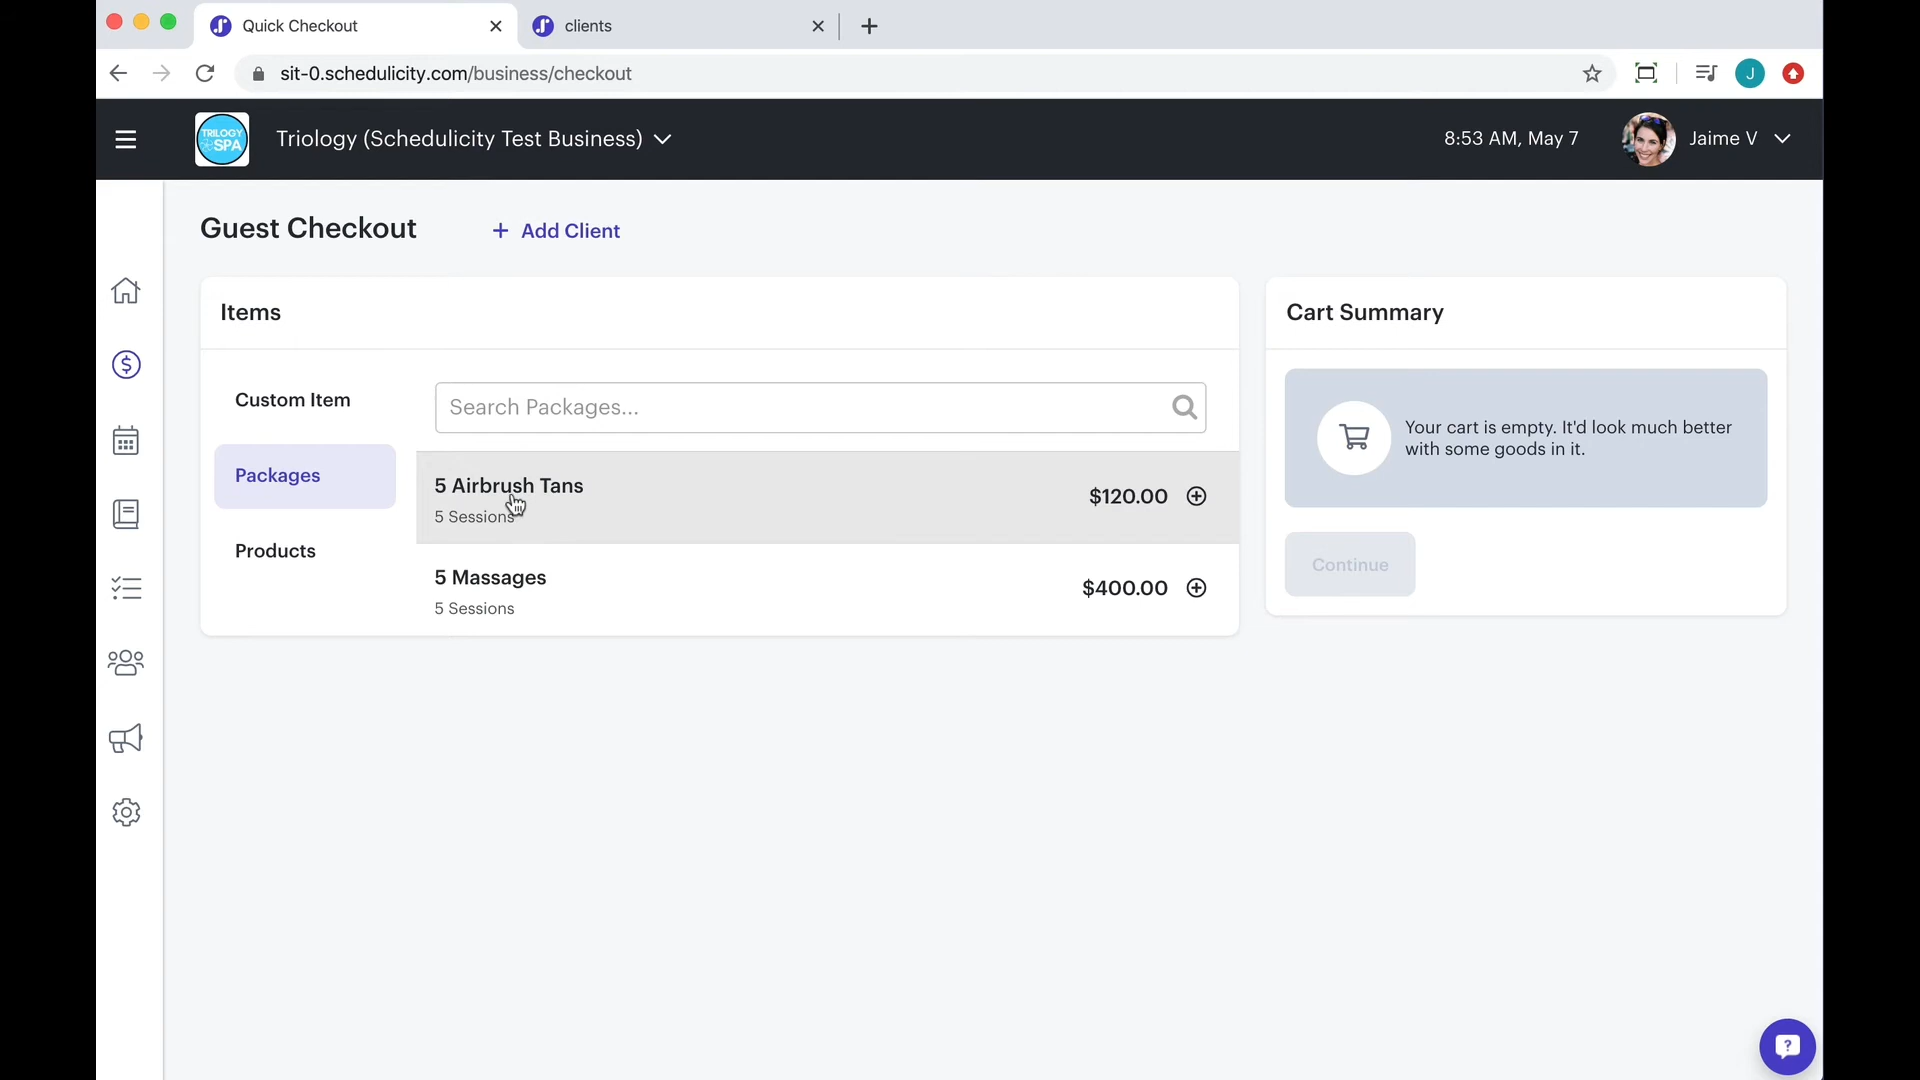 Quick Checkout
clients
sit-0.schedulicity.com/business/checkout
J
TRILOGY
SPA
Triology (Schedulicity Test Business)
8:53 AM, May 7
Jaime V
Guest Checkout
+ Add Client
Items
Cart Summary
Custom Item
Search Packages...
Your cart is empty. It'd look much better
with some goods in it.
Packages
5 Airbrush Tans
$120.00
5 Sessions
Products
Continue
5 Massages
$400.00
5 Sessions